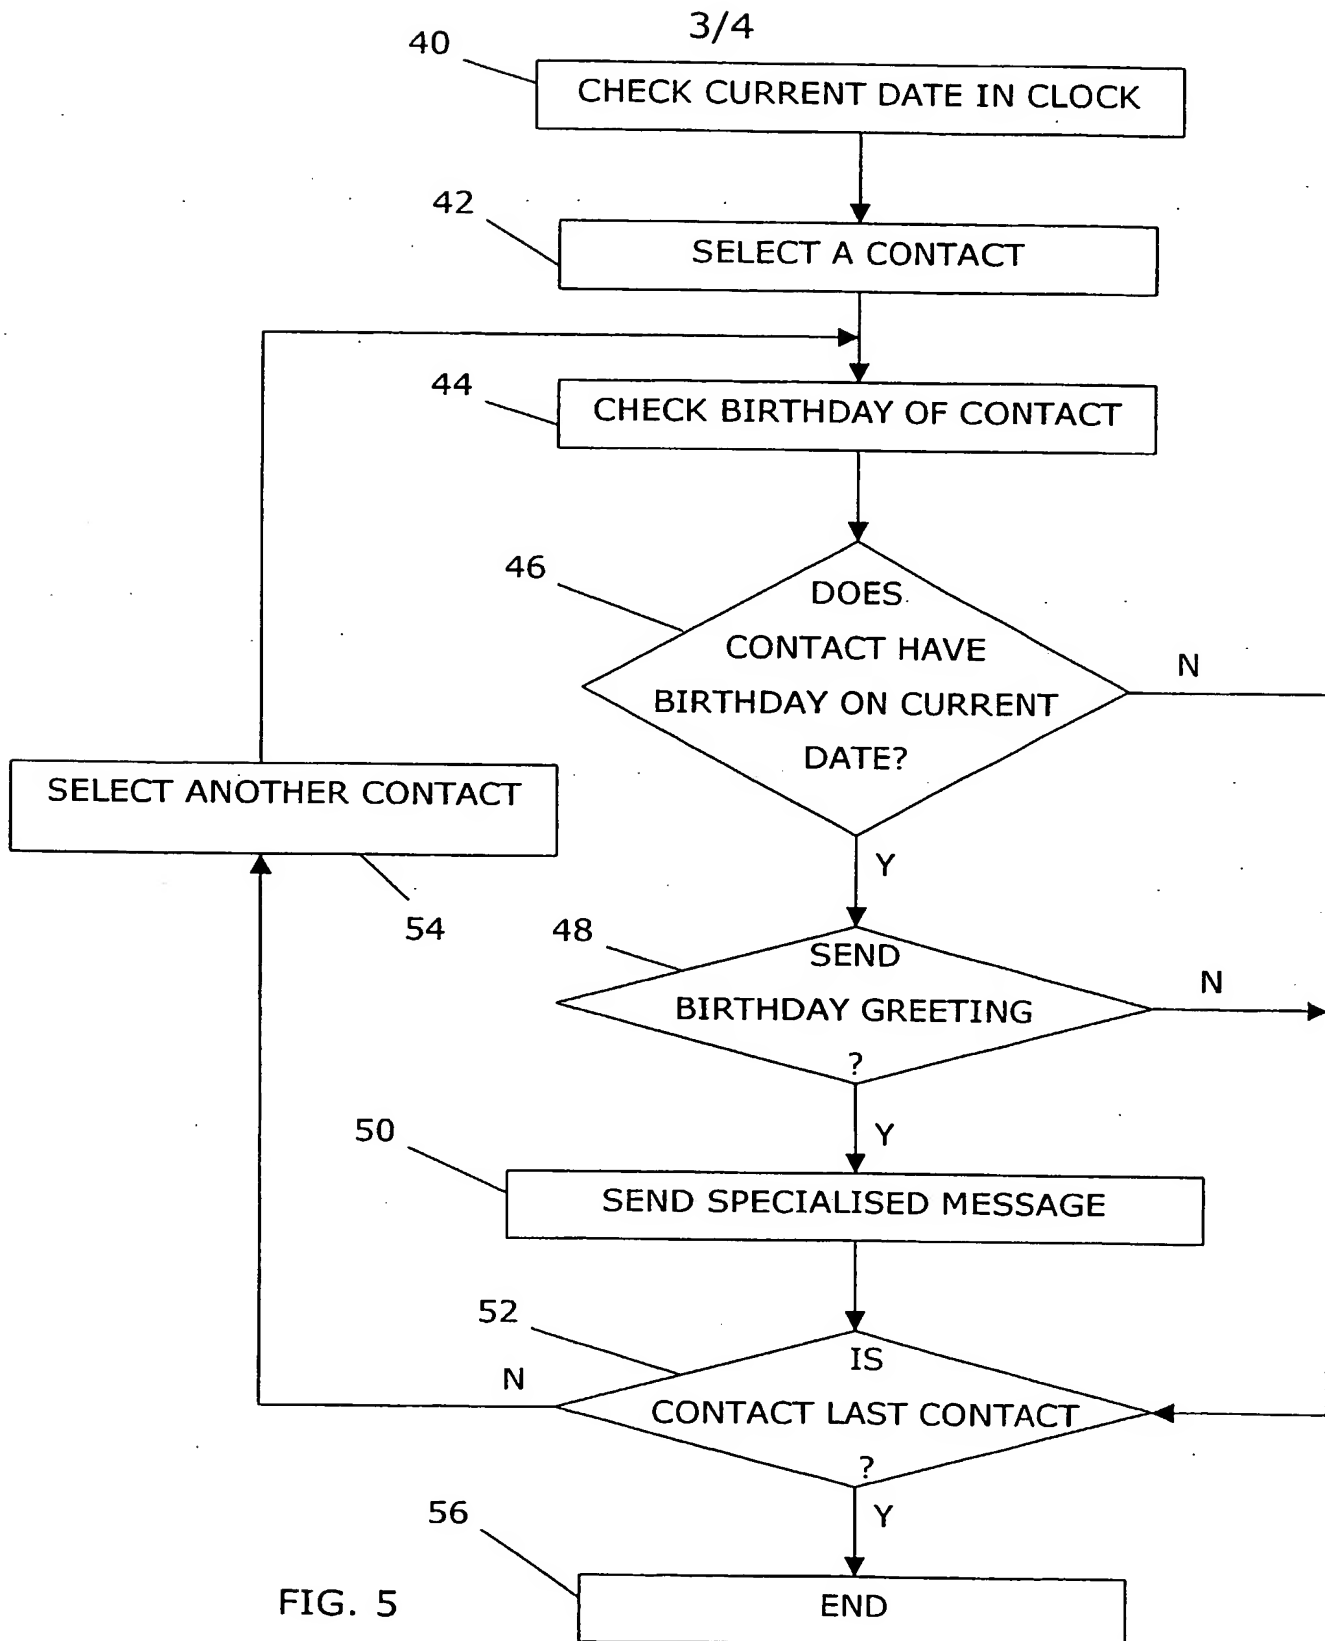 3/4
40
CHECK CURRENT DATE IN CLOCK
42
SELECT A CONTACT
44
CHECK BIRTHDAY OF CONTACT
46
DOES
CONTACT HAVE
BIRTHDAY ON CURRENT
DATE?
N
SELECT ANOTHER CONTACT
54
Y
48
SEND
BIRTHDAY GREETING
?
N
Y
50
SEND SPECIALISED MESSAGE
52
IS
CONTACT LAST CONTACT
?
N
Y
56
END
FIG. 5